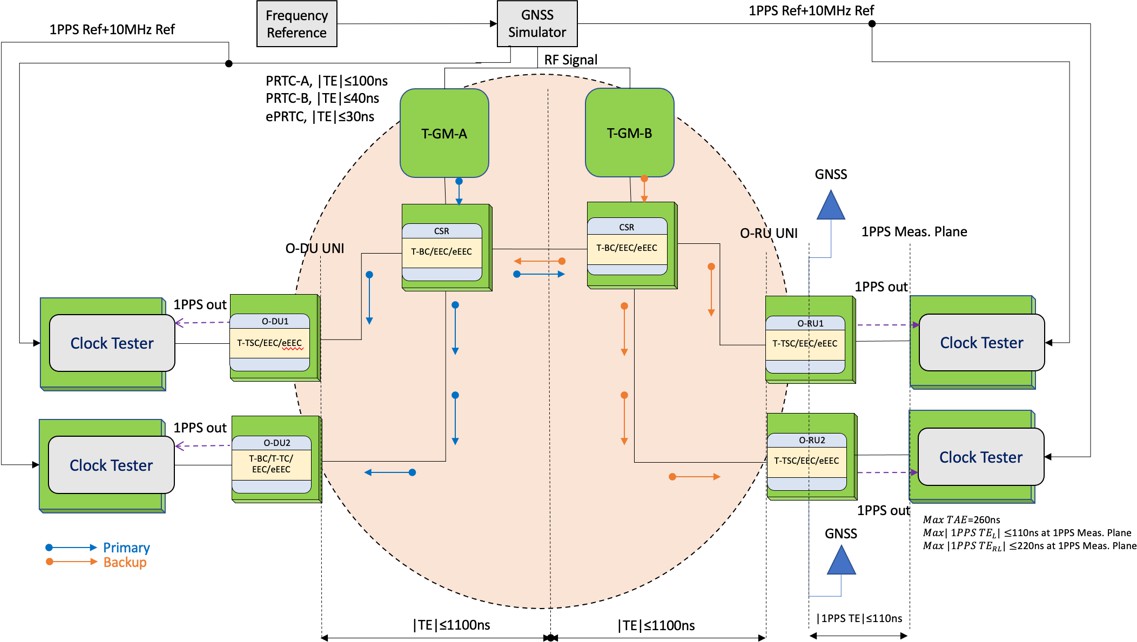 1PPS Ref+10MHz Ref
Frequency
Reference
GNSS
Simulator
1PPS Ref+10MHz Ref
RF Signal
PRTC-A, |TE|≤100ns
PRTC-B, |TE|≤40ns
ePRTC, |TE|≤30ns
T-GM-A
T-GM-B
GNSS
CSR
T-BC/EEC/eEEC
CSR
T-BC/EEC/eEEC
O-DU UNI
O-RU UNI
1PPS Meas. Plane
1PPS out
1PPS out
Clock Tester
O-DU1
T-TSC/EEC/eEEC
O-RU1
T-TSC/EEC/eEEC
Clock Tester
1PPS out
Clock Tester
O-DU2
T-BC/T-TC/
EEC/eEEC
O-RU2
T-TSC/EEC/eEEC
Clock Tester
1PPS out
Max TAE=260ns
Max| 1PPS TE_L| ≤110ns at 1PPS Meas. Plane
Max| 1PPS TE_RL| ≤220ns at 1PPS Meas. Plane
GNSS
Primary
Backup
|TE|≤1100ns
|TE|≤1100ns
|1PPS TE|≤110ns